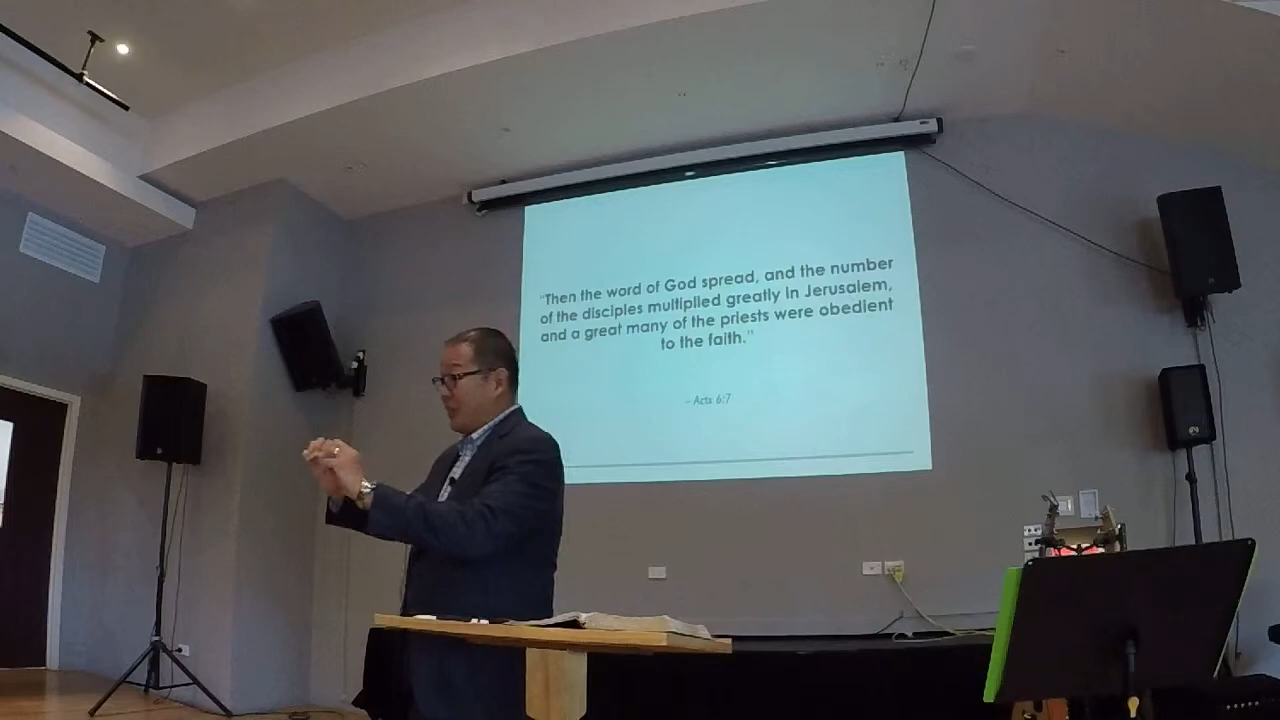 "Then the word of God spread, and the number
of the disciples multiplied greatly in Jerusalem,
and a great many of the priests were obedient
to the faith."
– Acts 6:7